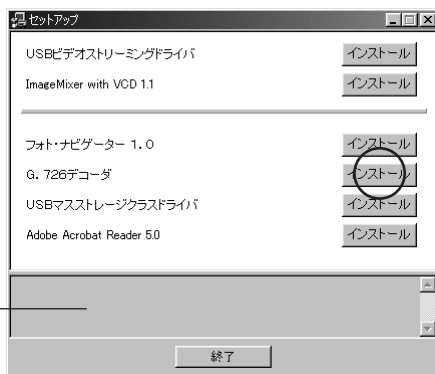 セットアップ
USBビデオストリーミングドライバ インストール
ImageMixer with VCD 1.1 インストール
フォト・ナビゲーター 1.0 インストール
G. 726デコーダ インストール
USBマスストレージクラスドライバ インストール
Adobe Acrobat Reader 5.0 インストール
終了